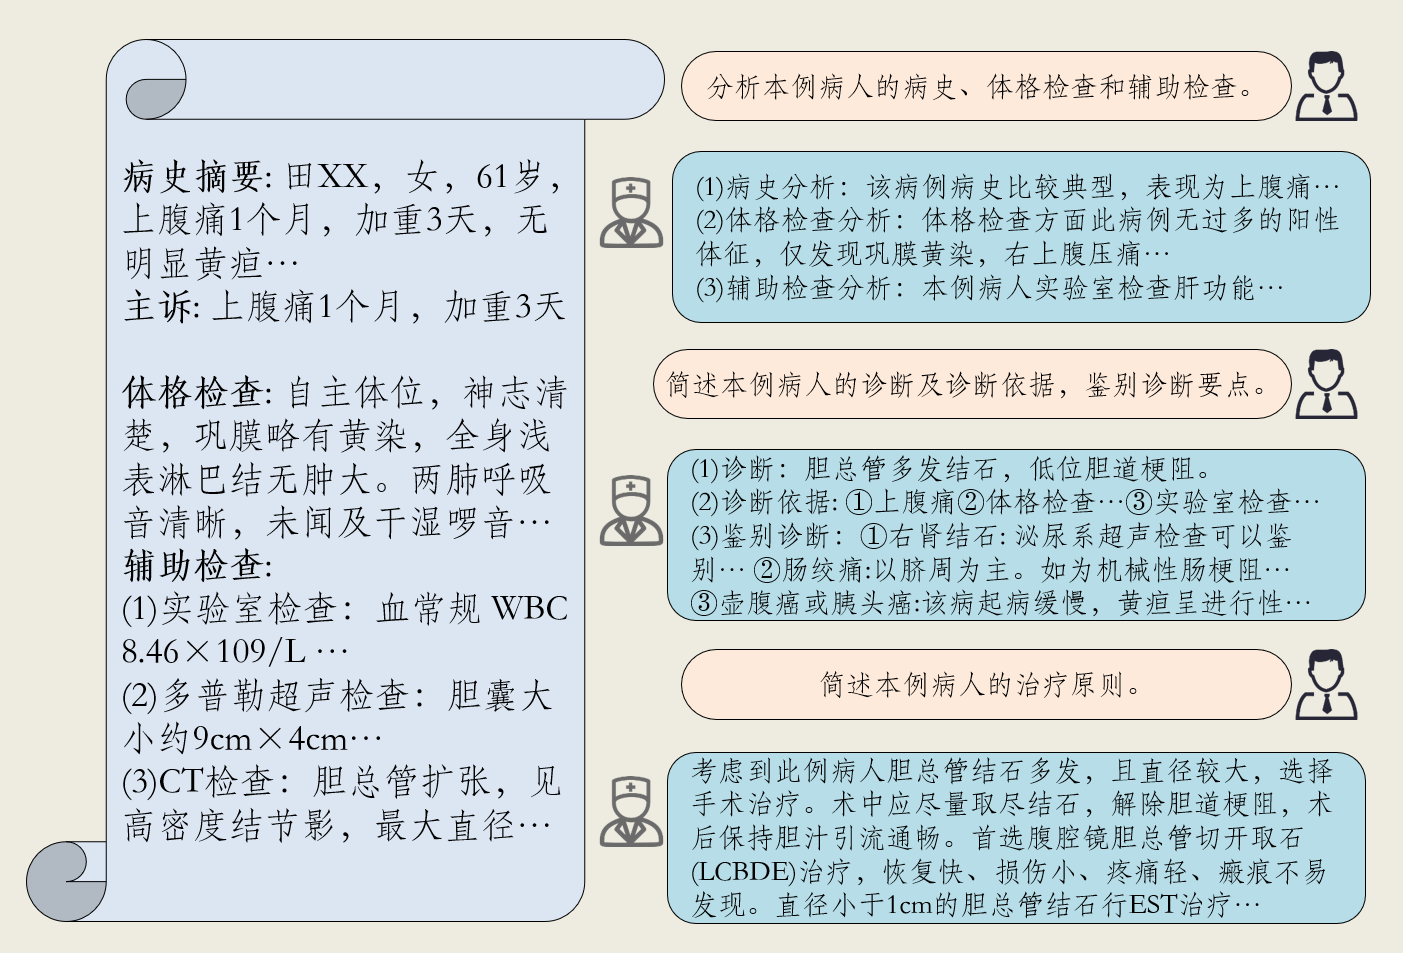 病史摘要: 田XX，女，61岁，
上腹痛1个月，加重3天，无
明显黄疸…
主诉: 上腹痛1个月，加重3天
体格检查: 自主体位，神志清
楚，巩膜略有黄染，全身浅
表淋巴结无肿大。两肺呼吸
音清晰，未闻及干湿啰音…
辅助检查:
(1)实验室检查：血常规 WBC
8.46×109/L …
(2)多普勒超声检查：胆囊大
小约9cm×4cm…
(3)CT检查：胆总管扩张，见
高密度结节影，最大直径…
分析本例病人的病史、体格检查和辅助检查。
(1)病史分析：该病例病史比较典型，表现为上腹痛…
(2)体格检查分析：体格检查方面此病例无过多的阳性
体征，仅发现巩膜黄染，右上腹压痛…
(3)辅助检查分析：本例病人实验室检查肝功能…
简述本例病人的诊断及诊断依据，鉴别诊断要点。
(1)诊断：胆总管多发结石，低位胆道梗阻。
(2)诊断依据: ①上腹痛②体格检查…③实验室检查…
(3)鉴别诊断：①右肾结石: 泌尿系超声检查可以鉴
别… ②肠绞痛:以脐周为主。如为机械性肠梗阻…
③壶腹癌或胰头癌:该病起病缓慢，黄疸呈进行性…
简述本例病人的治疗原则。
考虑到此例病人胆总管结石多发，且直径较大，选择
手术治疗。术中应尽量取尽结石，解除胆道梗阻，术
后保持胆汁引流通畅。首选腹腔镜胆总管切开取石
(LCBDE)治疗，恢复快、损伤小、疼痛轻、瘢痕不易
发现。直径小于1cm的胆总管结石行EST治疗…